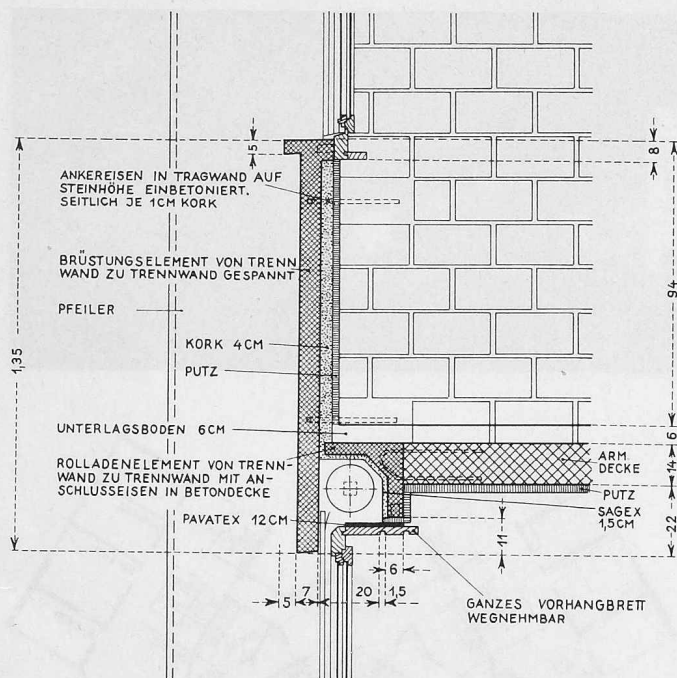 5
8
ANKEREISEN IN TRAGWAND AUF
STEINHÖHE EINBETONIERT.
SEITLICH JE 1CM KORK
BRÜSTUNGSELEMENT VON TRENN
WAND ZU TRENNWAND GESPANNT
PFEILER
94
1,35
KORK 4CM
PUTZ
UNTERLAGSBODEN 6CM
6
ROLLADENELEMENT VON TRENN-
WAND ZU TRENNWAND MIT AN-
SCHLUSSEISEN IN BETONDECKE
ARM
DECKE
14
PUTZ
SAGEX
1,5CM
PAVATEX 12CM
22
11
6
5 7 20 1,5
GANZES VORHANGBRETT
WEGNEHMBAR